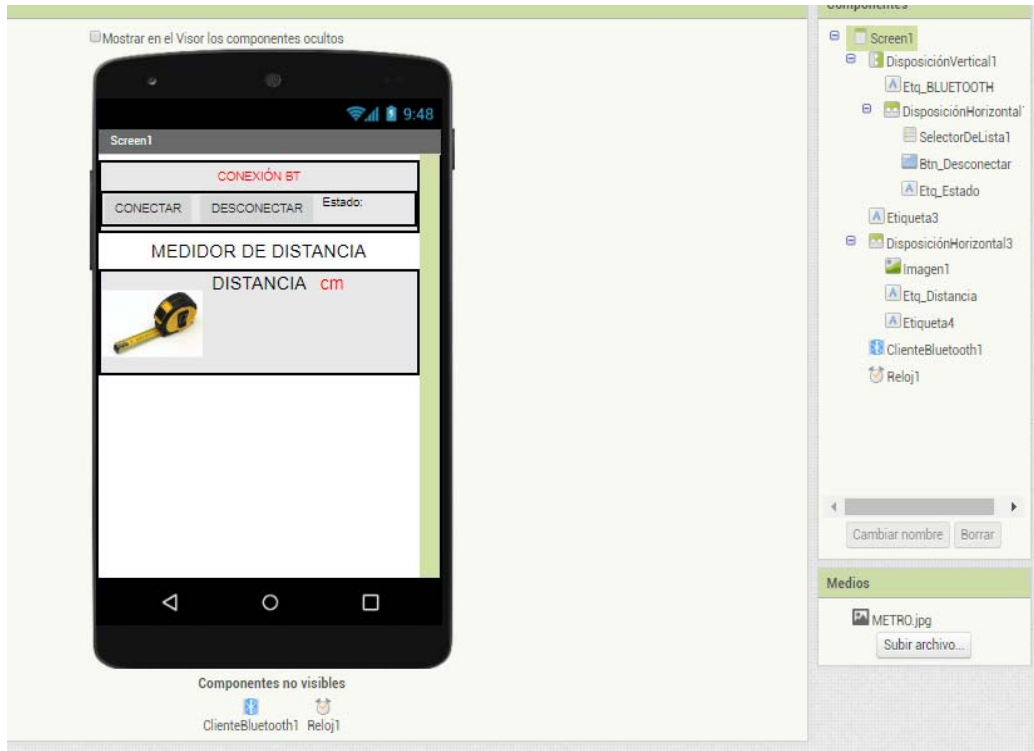 Componentes
Mostrar en el Visor los componentes ocultos
9:48
Screen1
CONEXIÓN BT
CONECTAR
DESCONECTAR
Estado:
MEDIDOR DE DISTANCIA
DISTANCIA cm
Componentes no visibles
ClienteBluetooth1 Reloj1
Screen1
DisposiciónVertical1
Etq_BLUETOOTH
DisposiciónHorizontal
SelectorDeLista1
Btn_Desconectar
Etq_Estado
Etiqueta3
DisposiciónHorizontal3
Imagen1
Etq_Distancia
Etiqueta4
ClienteBluetooth1
Reloj1
Cambiar nombre Borrar
Medios
METRO.jpg
Subir archivo...